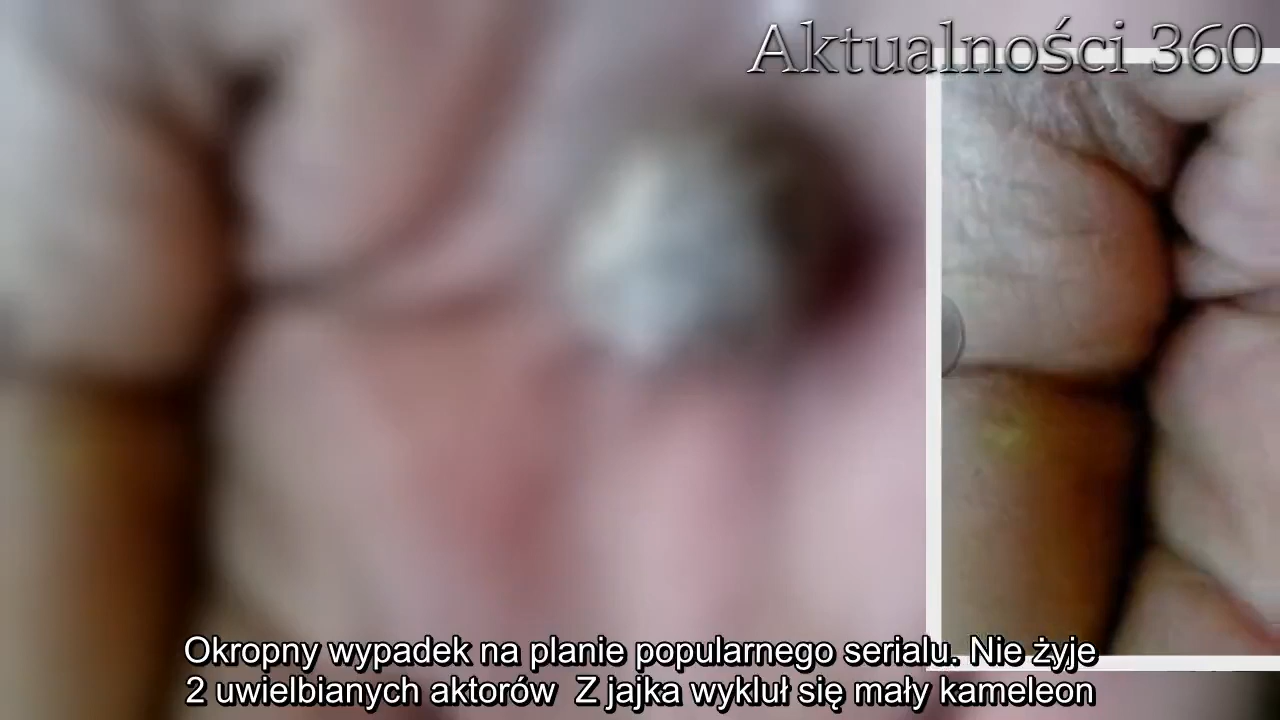 Aktualności 360
Okropny wypadek na planie popularnego serialu. Nie żyje
2 uwielbianych aktorów  Z jajka wykluł się mały kameleon